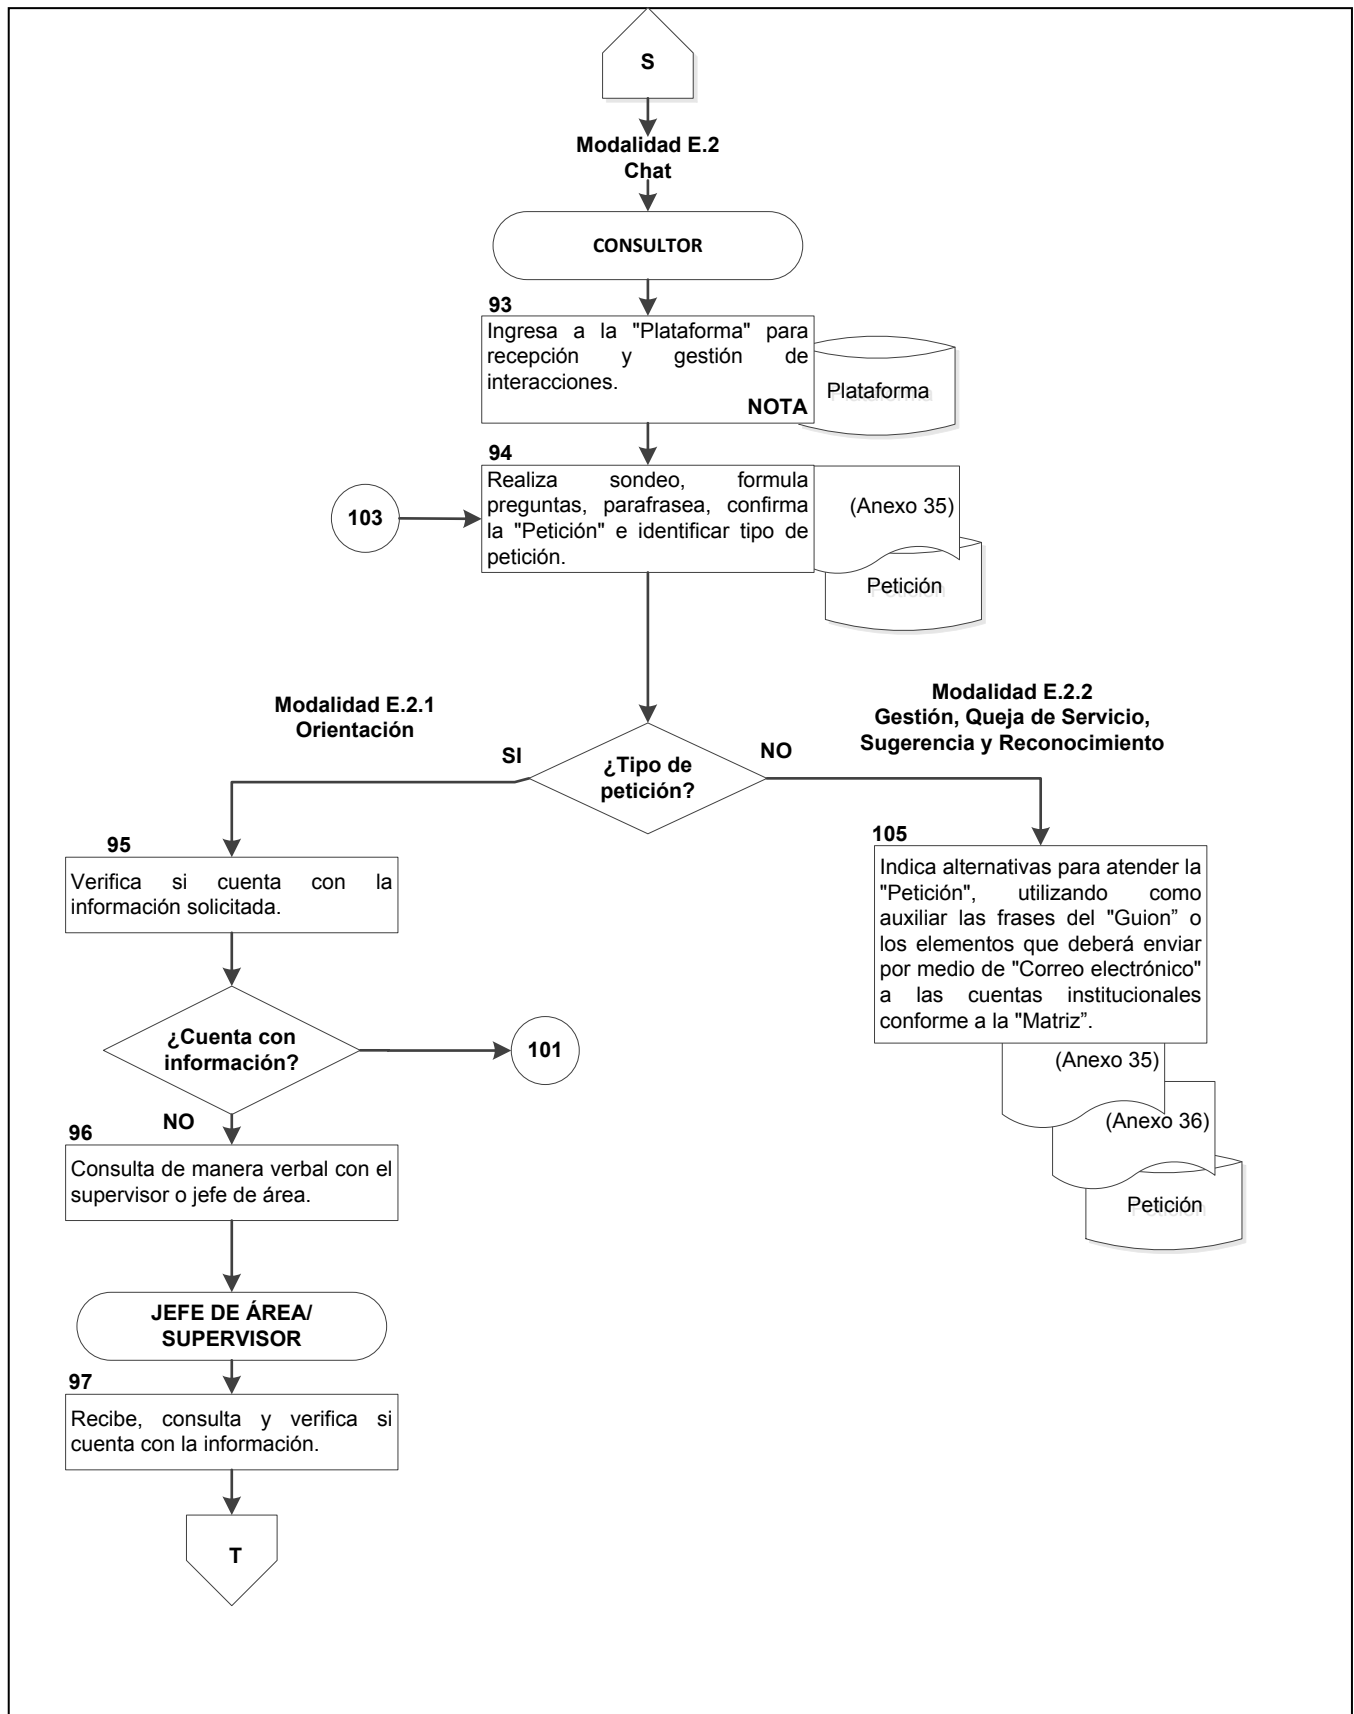 S
Modalidad E.2
Chat
CONSULTOR
93
Ingresa a la "Plataforma" para
recepción y gestión de
interacciones.
NOTA
Plataforma
94
Realiza sondeo, formula
preguntas, parafrasea, confirma
la "Petición" e identificar tipo de
petición.
(Anexo 35)
Petición
103
Modalidad E.2.1
Orientación
Modalidad E.2.2
Gestión, Queja de Servicio,
Sugerencia y Reconocimiento
SI
¿Tipo de
petición?
NO
95
Verifica si cuenta con la
información solicitada.
105
Indica alternativas para atender la
"Petición", utilizando como
auxiliar las frases del "Guion” o
los elementos que deberá enviar
por medio de "Correo electrónico"
a las cuentas institucionales
conforme a la "Matriz”.
(Anexo 35)
(Anexo 36)
Petición
¿Cuenta con
información?
101
NO
96
Consulta de manera verbal con el
supervisor o jefe de área.
JEFE DE ÁREA/
SUPERVISOR
97
Recibe, consulta y verifica si
cuenta con la información.
T